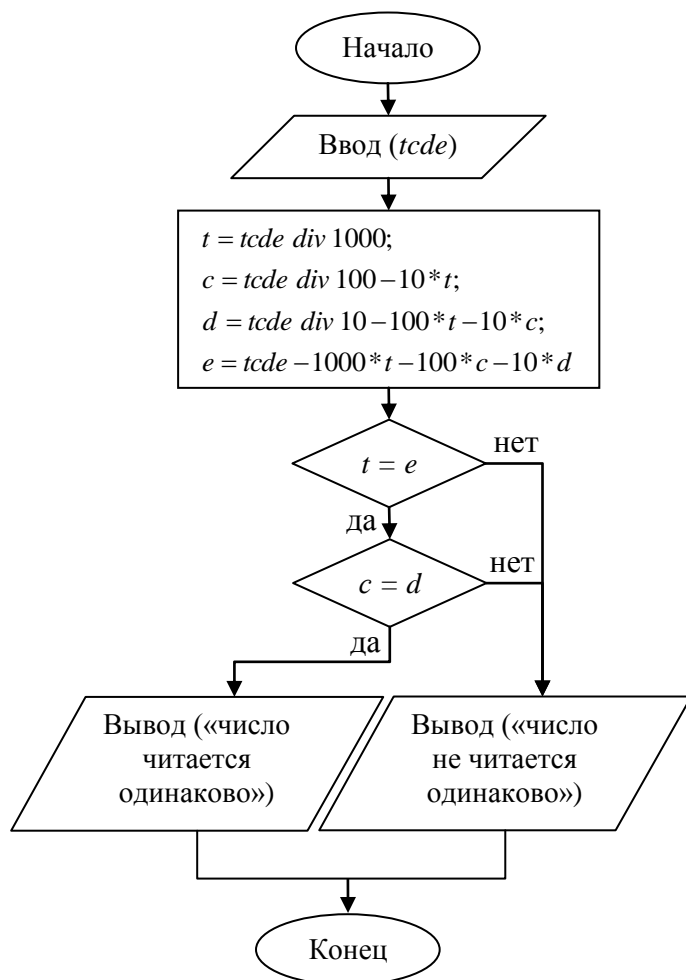 Начало
Ввод (tcde)
t = tcde div 1000;
c = tcde div 100 – 10 * t;
d = tcde div 10 – 100 * t – 10 * c;
e = tcde – 1000 * t – 100 * c – 10 * d
t = e
нет
да
c = d
нет
да
Вывод («число
читается
одинаково»)
Вывод («число
не читается
одинаково»)
Конец